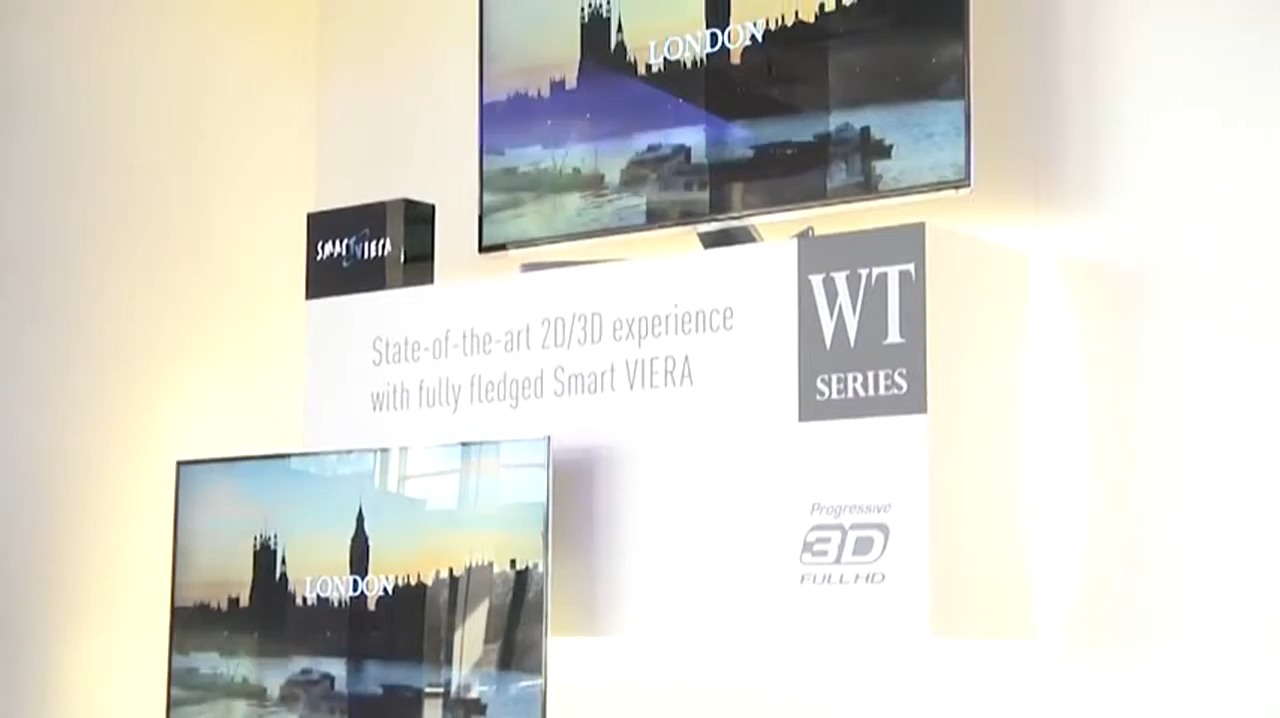 LONDON
SMART VIERA
State-of-the-art 2D/3D experience
with fully fledged Smart VIERA
WT
SERIES
LONDON
Progressive
3D
FULL HD